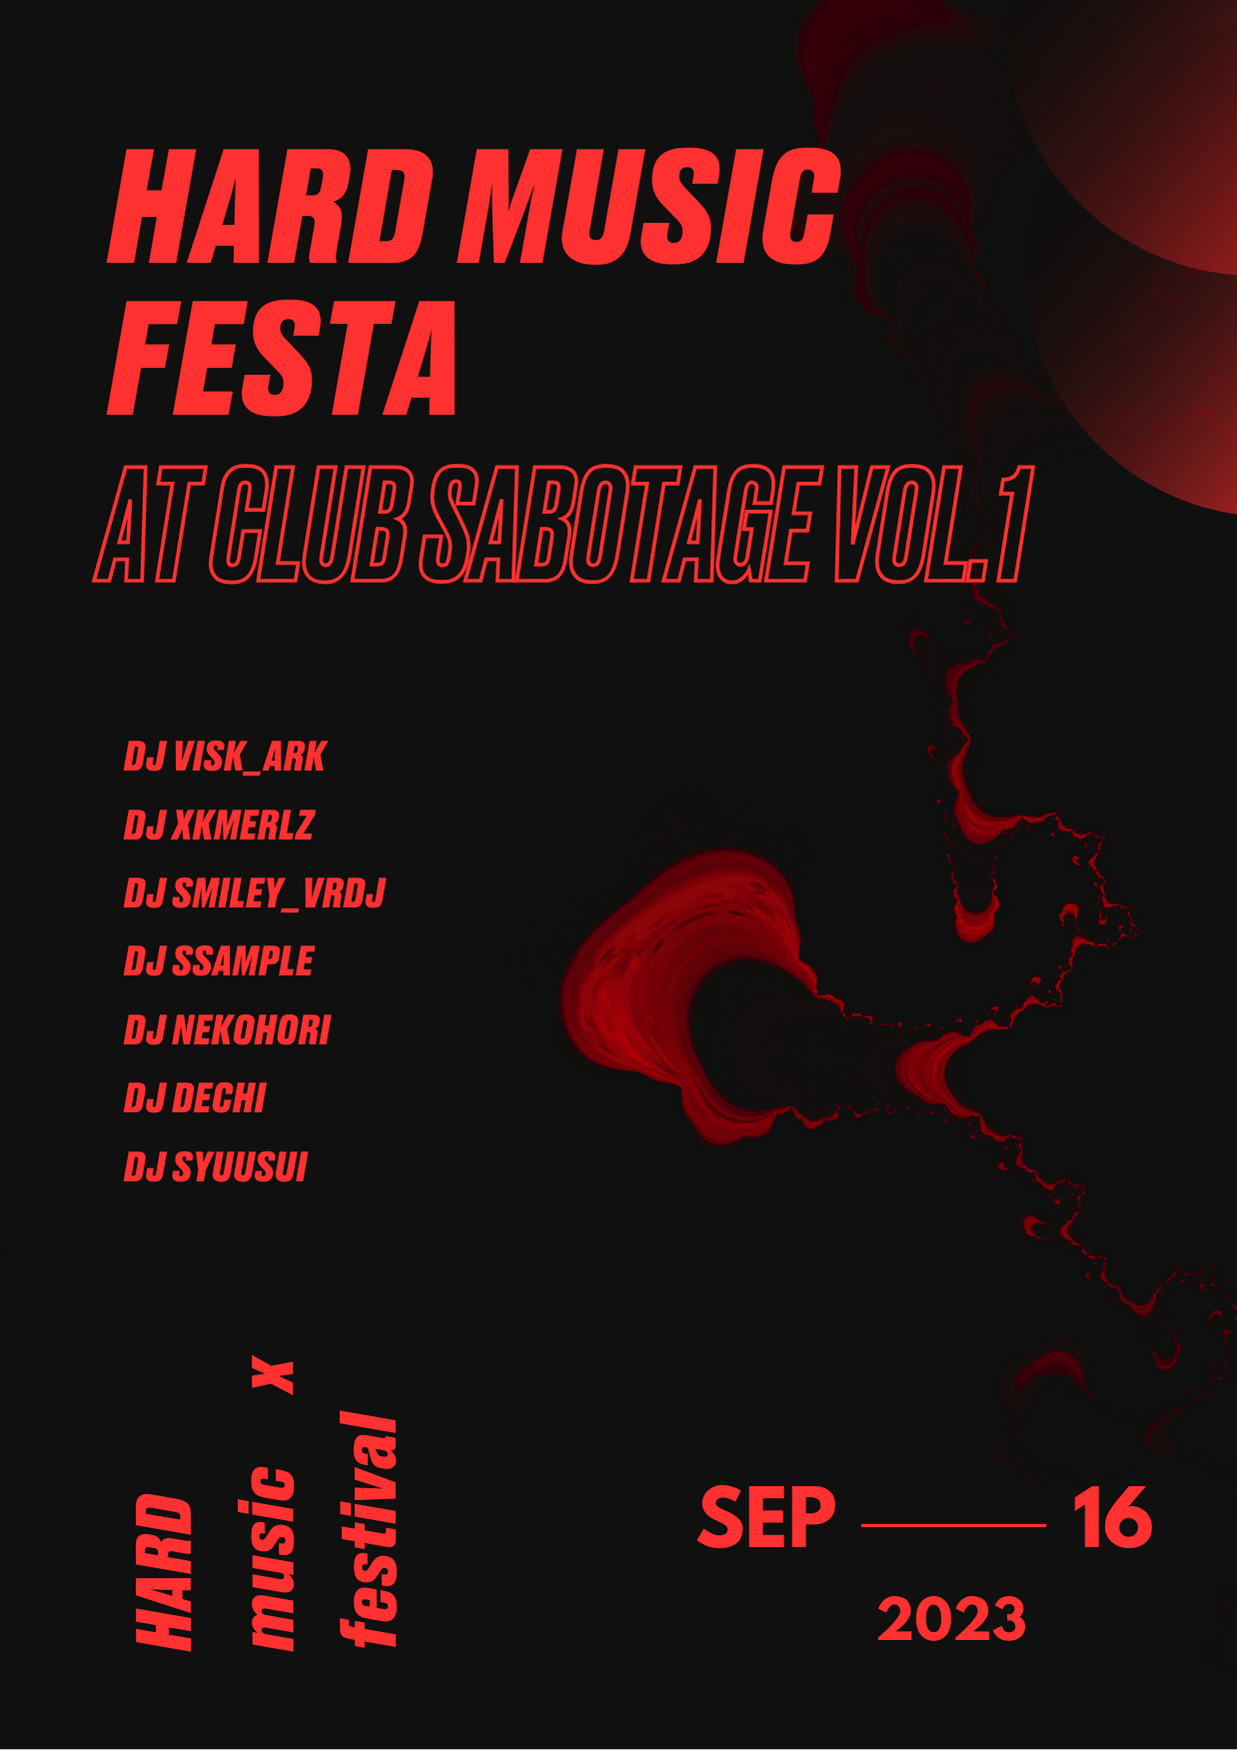 HARD MUSIC
FESTA
AT CLUB SABOTAGE VOL.1
DJ VISK_ARK
DJ XKMERLZ
DJ SMILEY_VRDJ
DJ SSAMPLE
DJ NEKOHORI
DJ DECHI
DJ SYUUSUI
HARD
music x
festival
SEP 16
2023